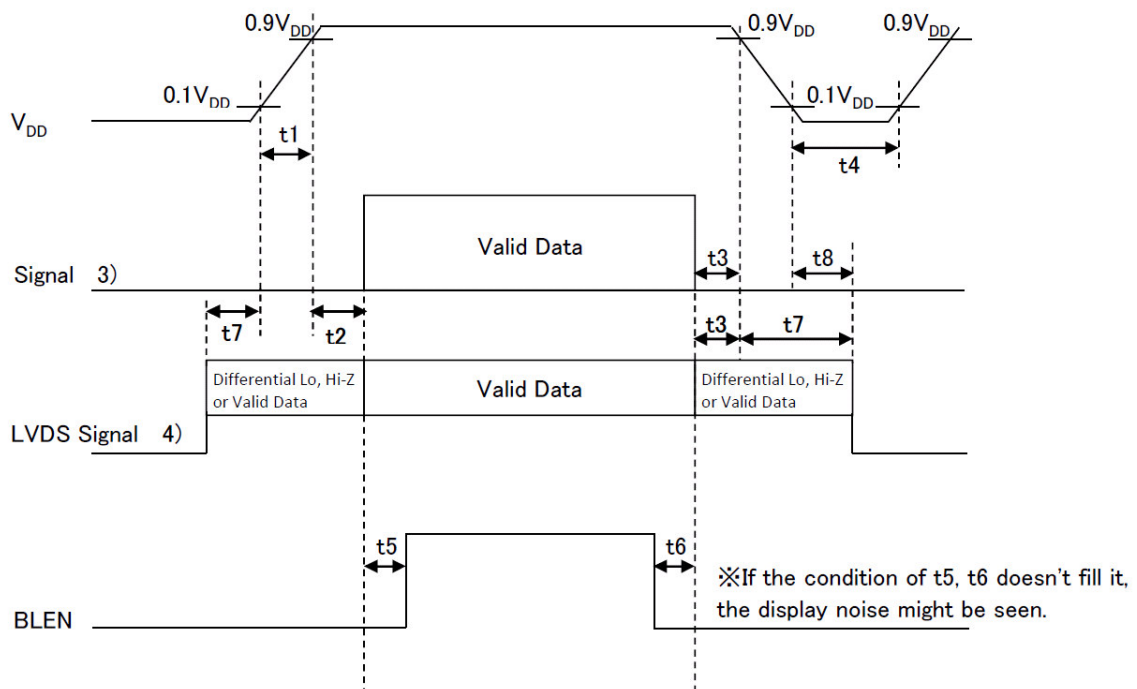 0.9VDD 0.9VDD 0.9VDD
0.1VDD 0.1VDD
VDD
t1 t4
Valid Data
Signal 3)
t3 t8
t7 t2 t3 t7
Differential Lo, Hi-Z
or Valid Data
Valid Data
Differential Lo, Hi-Z
or Valid Data
LVDS Signal 4)
t5 t6
※If the condition of t5, t6 doesn't fill it,
the display noise might be seen.
BLEN